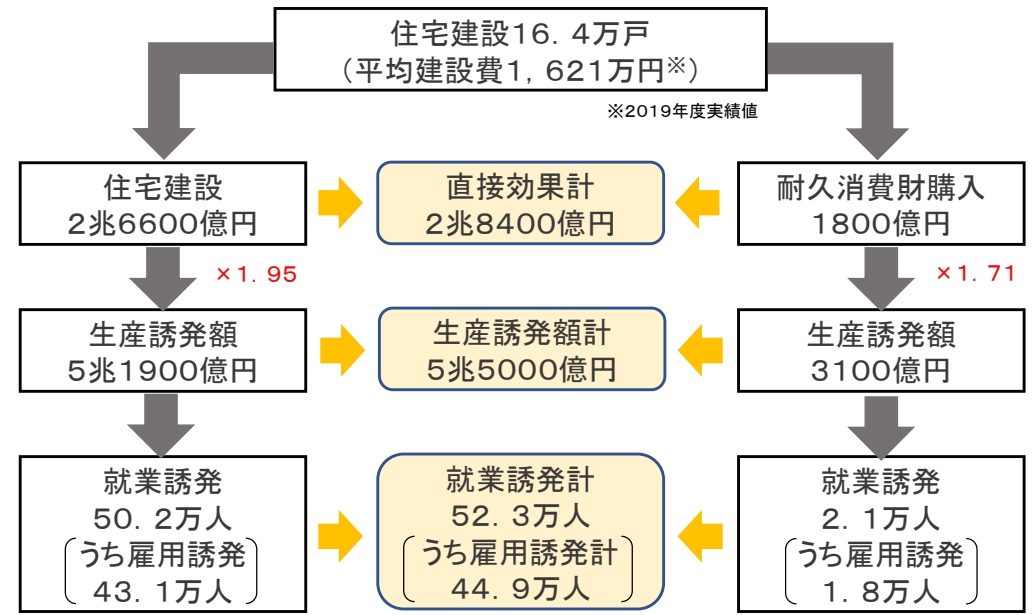 住宅建設16．4万戸
（平均建設費1，621万円※）
※2019年度実績値
住宅建設
2兆6600億円
直接効果計
2兆8400億円
耐久消費財購入
1800億円
×1．95
×1．71
生産誘発額
5兆1900億円
生産誘発額計
5兆5000億円
生産誘発額
3100億円
就業誘発
50．2万人
うち雇用誘発
43．1万人
就業誘発計
52．3万人
うち雇用誘発計
44．9万人
就業誘発
2．1万人
うち雇用誘発
1．8万人